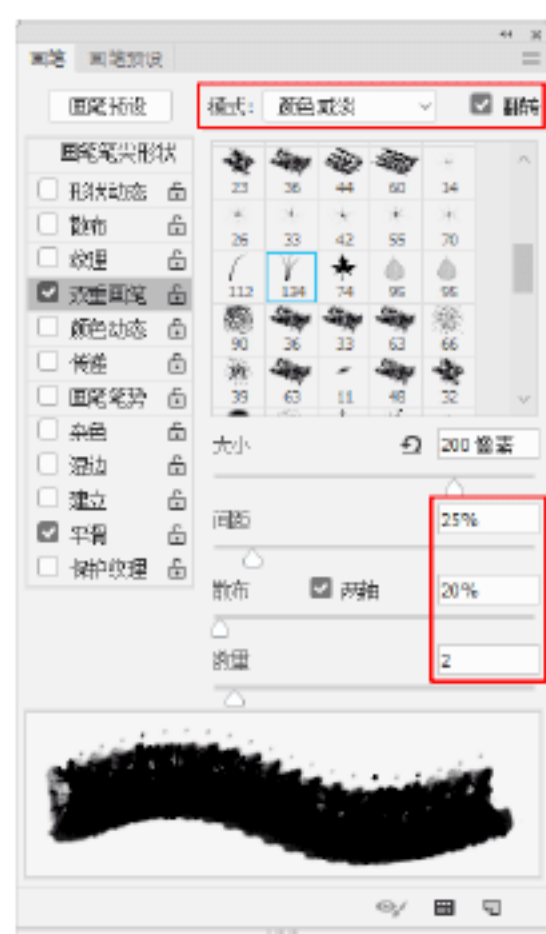 画笔 画笔预设
画笔预设 模式: 颜色减淡 翻转
画笔笔尖形状
形状动态
散布
纹理
双重画笔
颜色动态
传递
画笔笔势
杂色
湿边
建立
平滑
保护纹理
23 36 44 60 14
26 33 42 55 70
112 134 74 95 95
90 36 33 63 66
39 63 11 48 32
大小 200 像素
间距 25%
散布 两轴 20%
数量 2